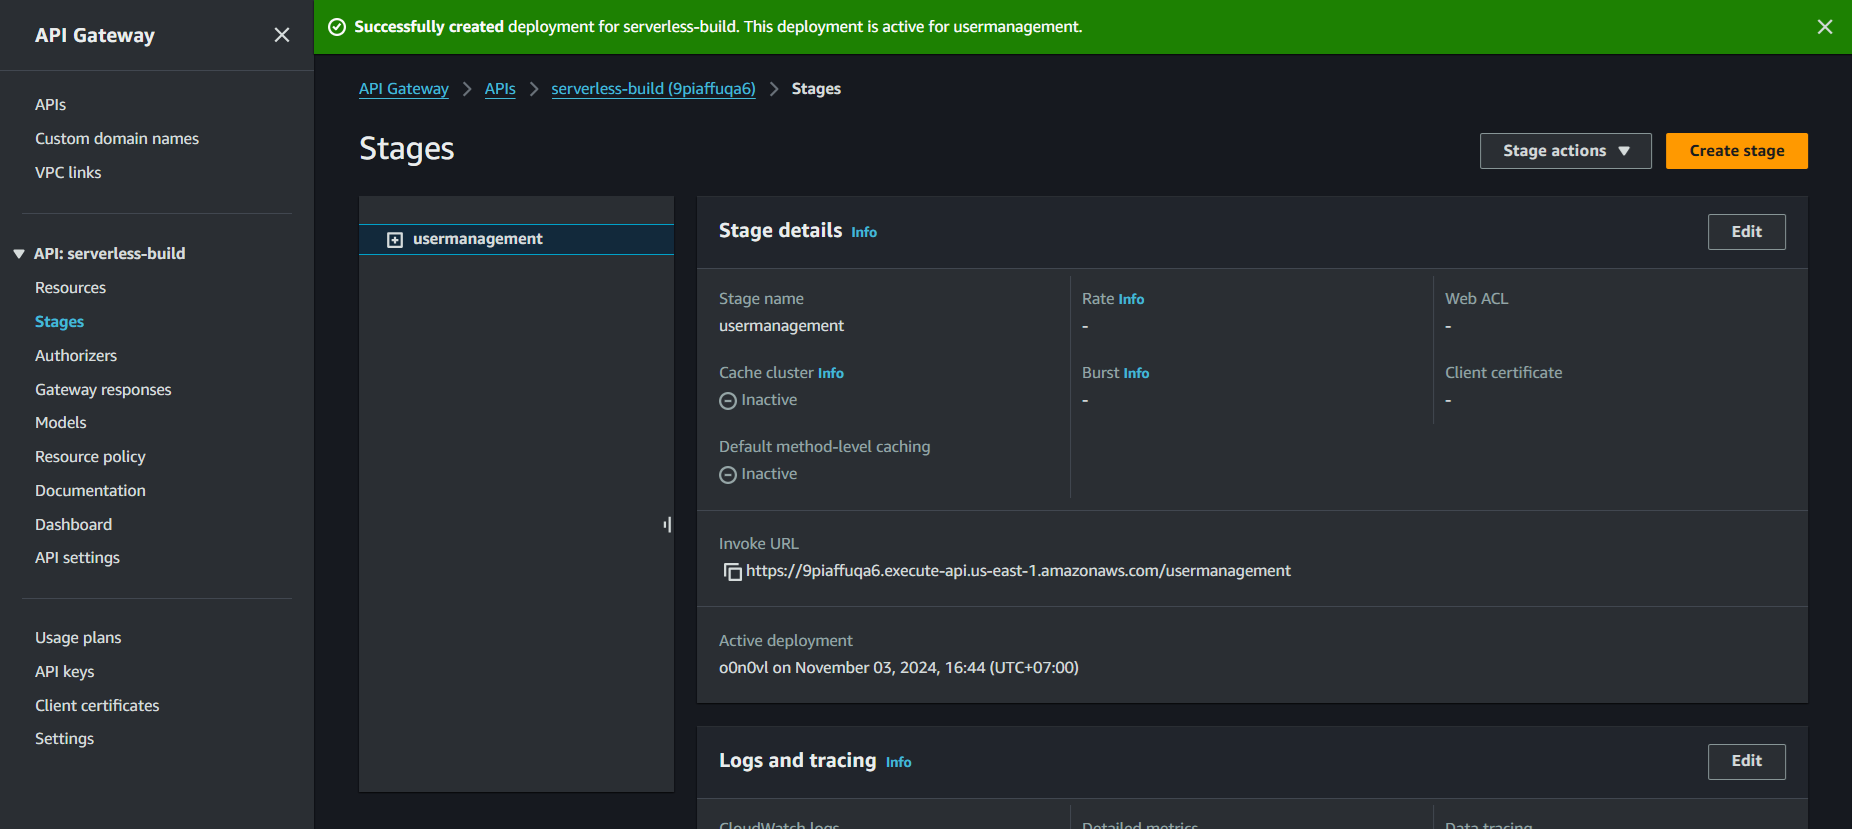 API Gateway
Successfully created deployment for serverless-build. This deployment is active for usermanagement.
APIs
Custom domain names
VPC links
API: serverless-build
Resources
Stages
Authorizers
Gateway responses
Models
Resource policy
Documentation
Dashboard
API settings
Usage plans
API keys
Client certificates
Settings
API Gateway > APIs > serverless-build (9piaffuqa6) > Stages
Stages
Stage actions
Create stage
usermanagement
Stage details Info
Edit
Stage name
usermanagement
Rate Info
-
Web ACL
-
Cache cluster Info
Inactive
Burst Info
-
Client certificate
-
Default method-level caching
Inactive
Invoke URL
https://9piaffuqa6.execute-api.us-east-1.amazonaws.com/usermanagement
Active deployment
o0n0vl on November 03, 2024, 16:44 (UTC+07:00)
Logs and tracing Info
Edit
CloudWatch logs
Detailed metrics
Data tracing